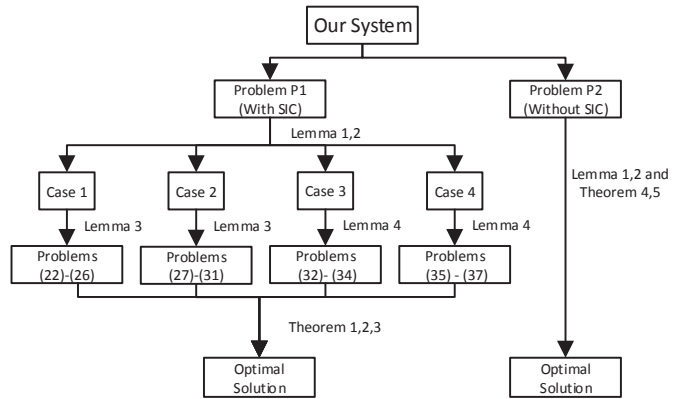 Our System
Problem P1
(With SIC)
Problem P2
(Without SIC)
Lemma 1,2
Lemma 1,2 and
Theorem 4,5
Case 1
Case 2
Case 3
Case 4
Lemma 3
Lemma 3
Lemma 4
Lemma 4
Problems
(22)-(26)
Problems
(27)-(31)
Problems
(32)- (34)
Problems
(35) - (37)
Theorem 1,2,3
Optimal
Solution
Optimal
Solution